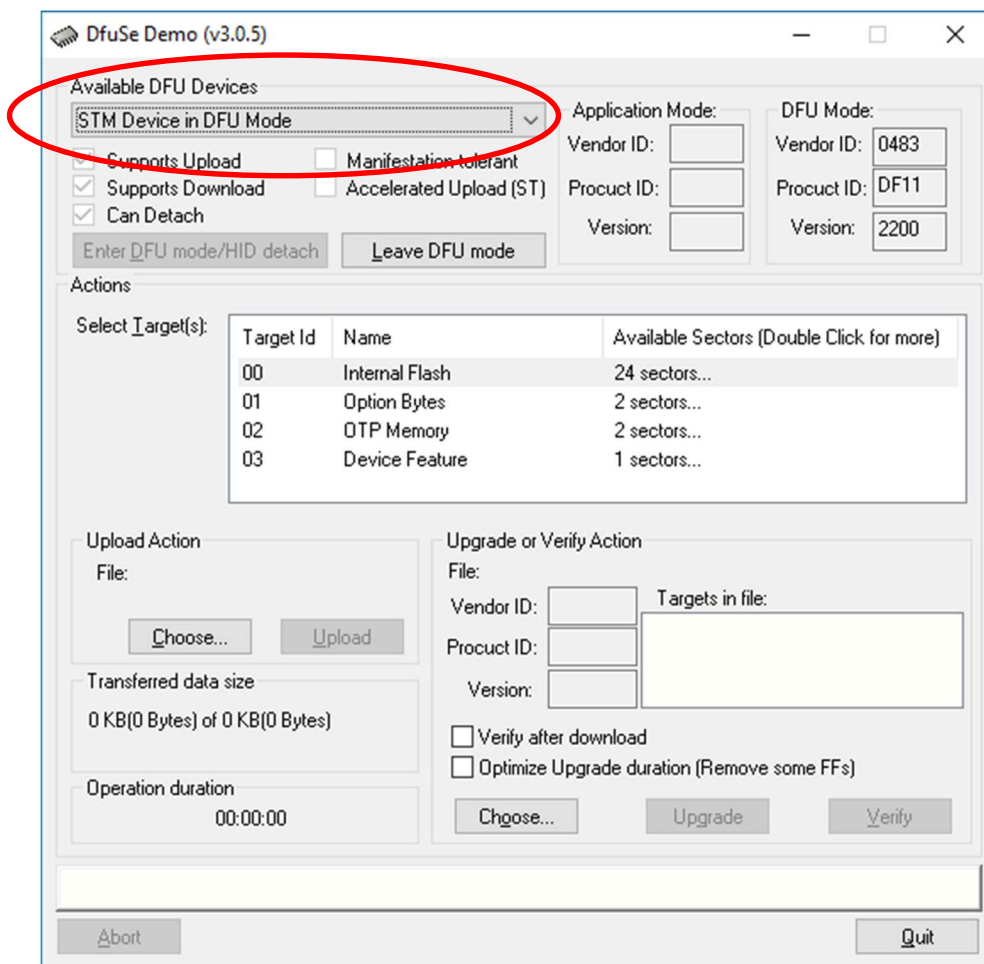 DfuSe Demo (v3.0.5)
Available DFU Devices
STM Device in DFU Mode
Supports Upload
Manifestation tolerant
Supports Download
Accelerated Upload (ST)
Can Detach
Enter DFU mode/HID detach
Leave DFU mode
Application Mode:
Vendor ID:
Procuct ID:
Version:
DFU Mode:
Vendor ID: 0483
Procuct ID: DF11
Version: 2200
Actions
Select Target(s):
Target Id Name Available Sectors (Double Click for more)
00 Internal Flash 24 sectors...
01 Option Bytes 2 sectors...
02 OTP Memory 2 sectors...
03 Device Feature 1 sectors...
Upload Action
File:
Choose...
Upload
Transferred data size
0 KB(0 Bytes) of 0 KB(0 Bytes)
Operation duration
00:00:00
Upgrade or Verify Action
File:
Vendor ID:
Procuct ID:
Version:
Targets in file:
Verify after download
Optimize Upgrade duration (Remove some FFs)
Choose...
Upgrade
Verify
Abort
Quit